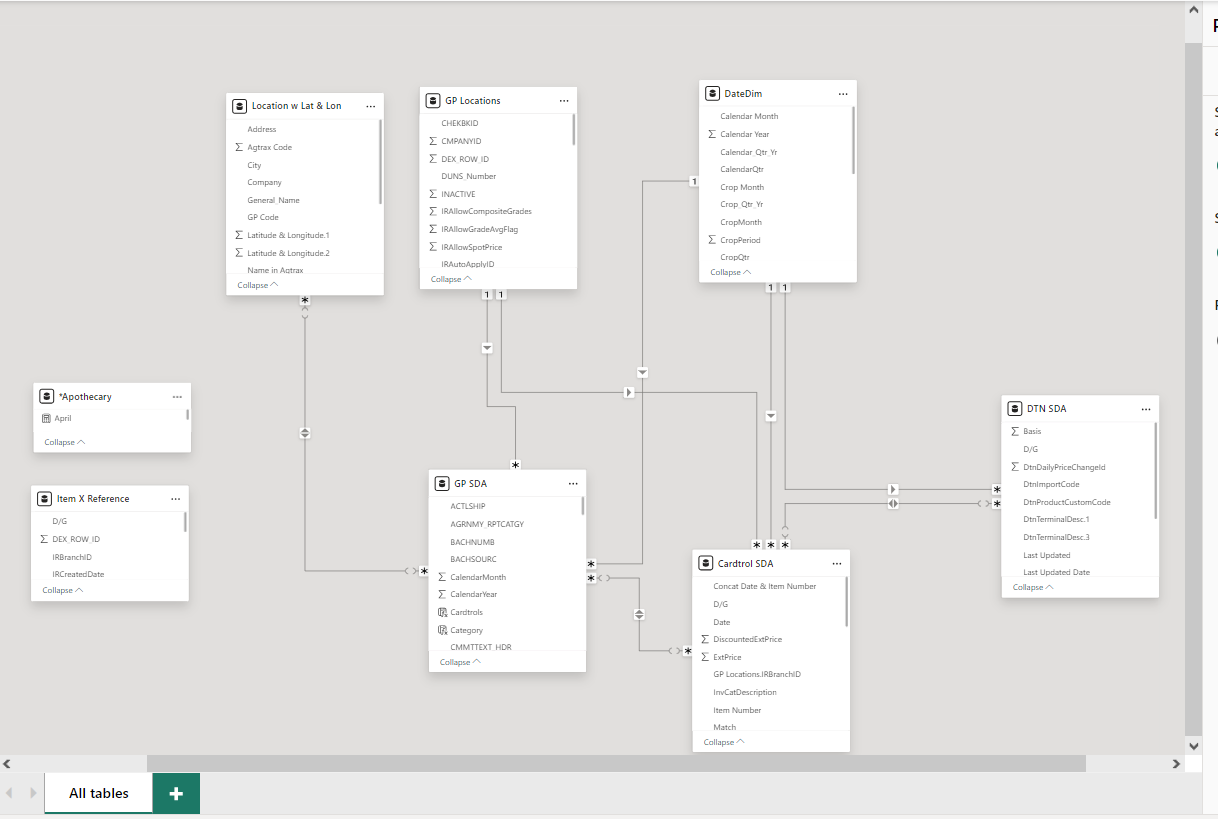 Location w Lat & Lon
Address
Agtrax Code
City
Company
General_Name
GP Code
Latitude & Longitude.1
Latitude & Longitude.2
Name in Agtrax
Collapse
GP Locations
CHEKBKID
CMPANYID
DEX_ROW_ID
DUNS_Number
INACTIVE
IRAllowCompositeGrades
IRAllowGradeAvgFlag
IRAllowSpotPrice
IRAutoApplyID
Collapse
DateDim
Calendar Month
Calendar Year
Calendar_Qtr_Yr
CalendarQtr
Crop Month
Crop_Qtr_Yr
CropMonth
CropPeriod
CropQtr
Collapse
1
1
1
1
1
*Apothecary
April
Collapse
Item X Reference
D/G
DEX_ROW_ID
IRBranchID
IRCreatedDate
Collapse
GP SDA
ACTLSHIP
AGRNMY_RPTCATGY
BACHNUMB
BACHSOURC
CalendarMonth
CalendarYear
Cardtrols
Category
CMMTTEXT_HDR
Collapse
Cardtrol SDA
Concat Date & Item Number
D/G
Date
DiscountedExtPrice
ExtPrice
GP Locations.IRBranchID
InvCatDescription
Item Number
Match
Collapse
DTN SDA
Basis
D/G
DtnDailyPriceChangeId
DtnImportCode
DtnProductCustomCode
DtnTerminalDesc.1
DtnTerminalDesc.3
Last Updated
Last Updated Date
Collapse
All tables